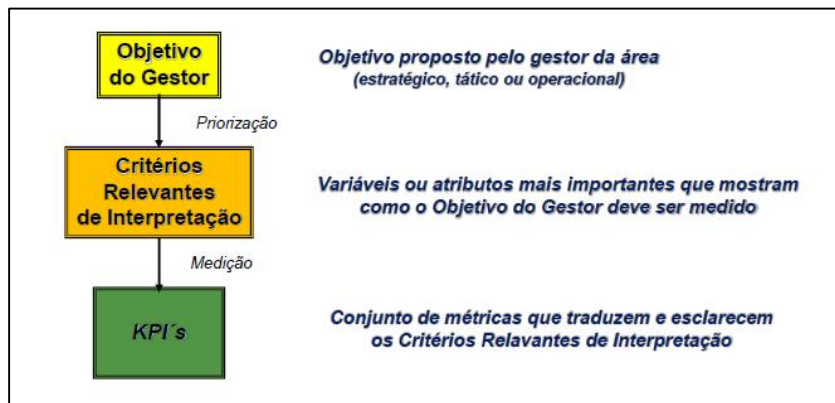 Objetivo
do Gestor
Objetivo proposto pelo gestor da área
(estratégico, tático ou operacional)
Priorização
Critérios
Relevantes
de Interpretação
Variáveis ou atributos mais importantes que mostram
como o Objetivo do Gestor deve ser medido
Medição
KPI´s
Conjunto de métricas que traduzem e esclarecem
os Critérios Relavantes de Interpretação